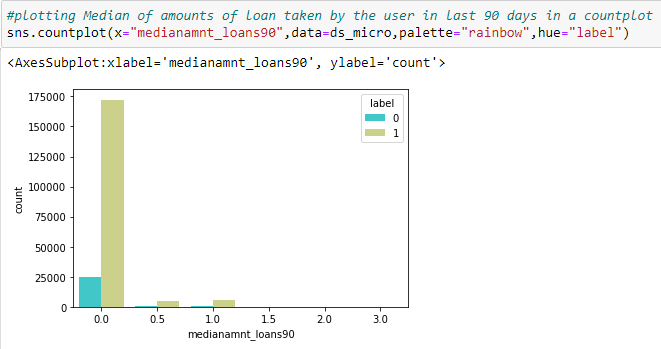 #plotting Median of amounts of loan taken by the user in last 90 days in a countplot
sns.countplot(x="medianamnt_loans90",data=ds_micro,palette="rainbow",hue="label")
<AxesSubplot:xlabel='medianamnt_loans90', ylabel='count'>
175000
150000
125000
100000
75000
50000
25000
0
count
label
0
1
0.0 0.5 1.0 1.5 2.0 3.0
medianamnt_loans90